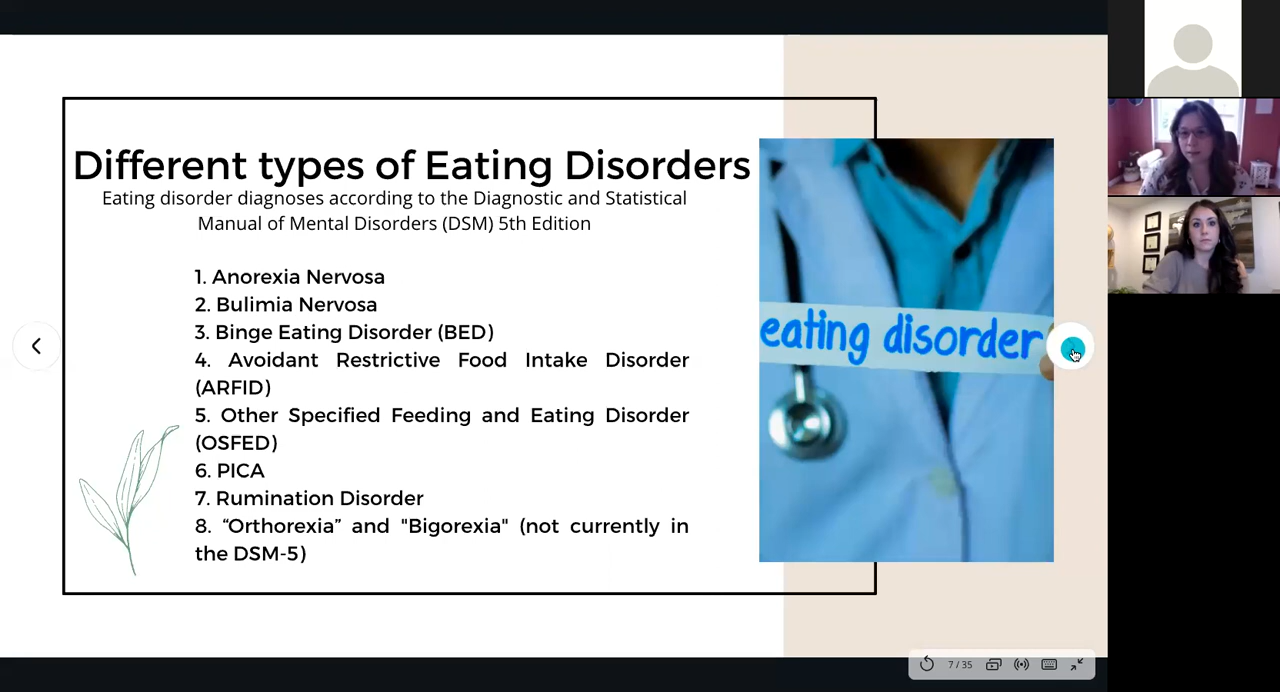 Different types of Eating Disorders
Eating disorder diagnoses according to the Diagnostic and Statistical
Manual of Mental Disorders (DSM) 5th Edition
1. Anorexia Nervosa
2. Bulimia Nervosa
3. Binge Eating Disorder (BED)
4. Avoidant Restrictive Food Intake Disorder
(ARFID)
5. Other Specified Feeding and Eating Disorder
(OSFED)
6. PICA
7. Rumination Disorder
8. “Orthorexia” and "Bigorexia" (not currently in
the DSM-5)
eating disorder
7 / 35